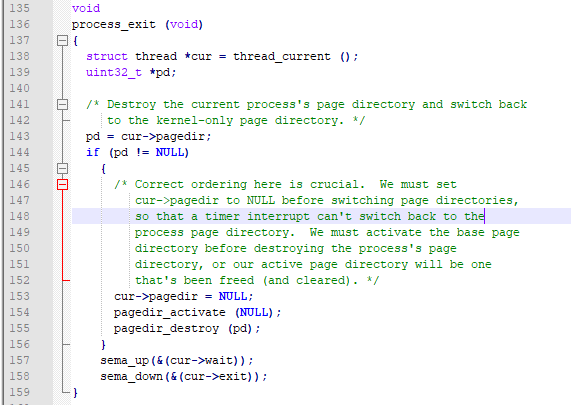 135 void
136 process_exit (void)
137 {
138 struct thread *cur = thread_current ();
139 uint32_t *pd;
140
141 /* Destroy the current process's page directory and switch back
142 to the kernel-only page directory. */
143 pd = cur->pagedir;
144 if (pd != NULL)
145 {
146 /* Correct ordering here is crucial.  We must set
147 cur->pagedir to NULL before switching page directories,
148 so that a timer interrupt can't switch back to the
149 process page directory.  We must activate the base page
150 directory before destroying the process's page
151 directory, or our active page directory will be one
152 that's been freed (and cleared). */
153 cur->pagedir = NULL;
154 pagedir_activate (NULL);
155 pagedir_destroy (pd);
156 }
157 sema_up(&(cur->wait));
158 sema_down(&(cur->exit));
159 }